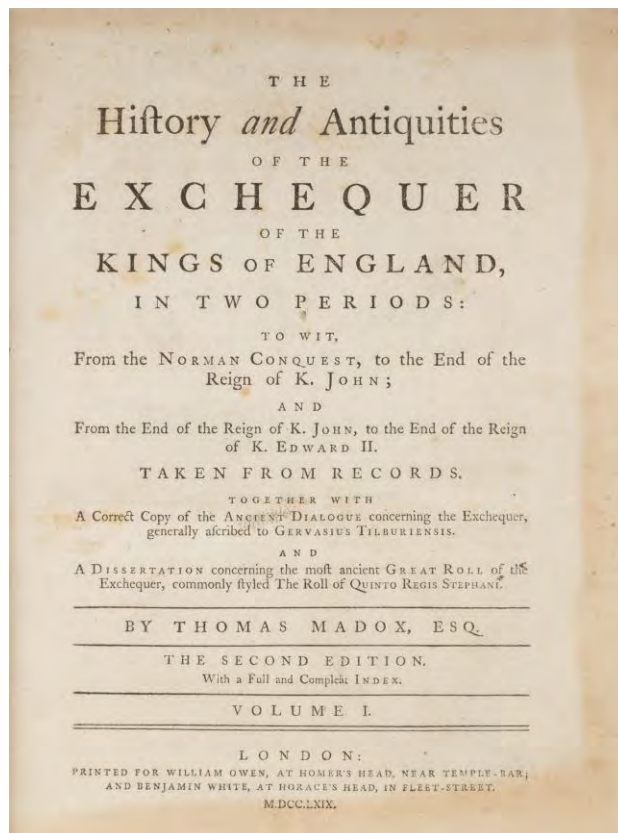 THE
Hiſtory and Antiquities
OF THE
EXCHEQUER
OF THE
KINGS OF ENGLAND,
IN TWO PERIODS:
TO WIT,
From the NORMAN CONQUEST, to the End of the
Reign of K. JOHN;
AND
From the End of the Reign of K. JOHN, to the End of the Reign
of K. EDWARD II.
TAKEN FROM RECORDS.
TOGETHER WITH
A Correct Copy of the ANCIENT DIALOGUE concerning the Exchequer,
generally aſcribed to GERVASIUS TILBURIENSIS.
AND
A DISSERTATION concerning the moſt ancient GREAT ROLL of the
Exchequer, commonly ſtyled The Roll of QUINTO REGIS STEPHANI.
BY THOMAS MADOX, ESQ.
THE SECOND EDITION.
With a Full and Compleat INDEX.
VOLUME I.
LONDON:
PRINTED FOR WILLIAM OWEN, AT HOMER'S HEAD, NEAR TEMPLE-BAR;
AND BENJAMIN WHITE, AT HORACE'S HEAD, IN FLEET-STREET.
M.DCC.LXIX.